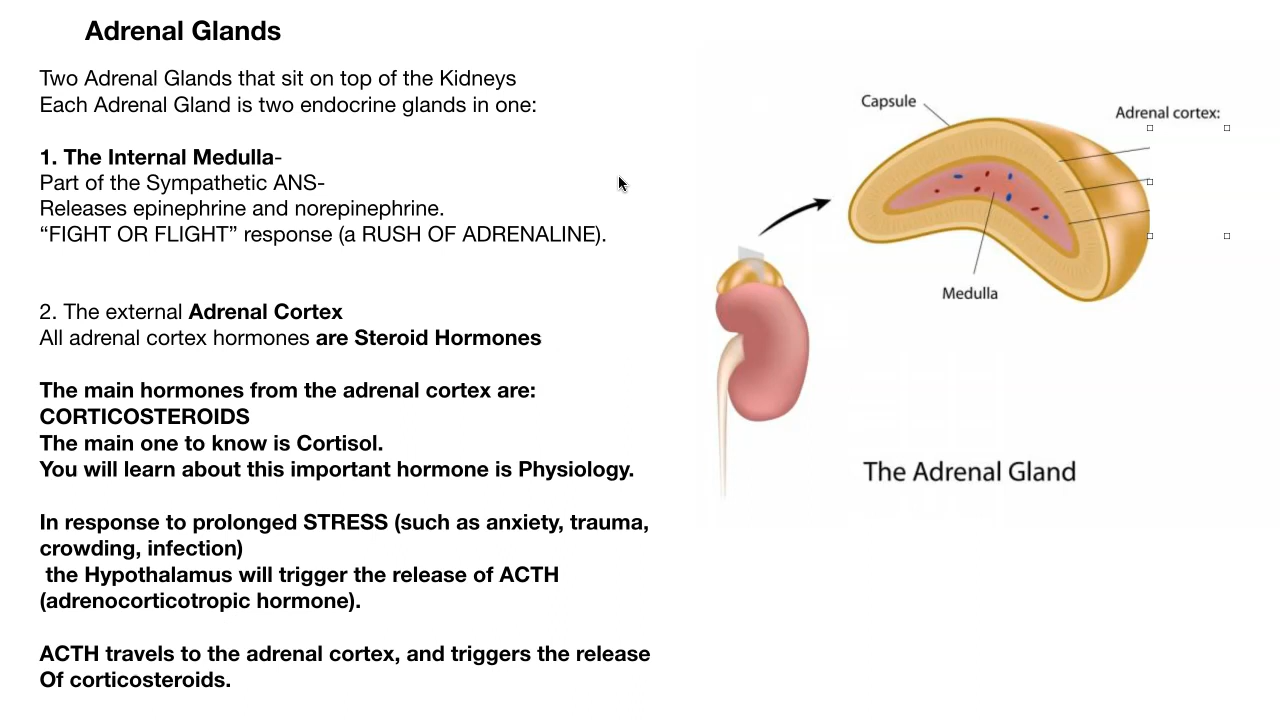 Adrenal Glands
Two Adrenal Glands that sit on top of the Kidneys
Each Adrenal Gland is two endocrine glands in one:
1. The Internal Medulla-
Part of the Sympathetic ANS-
Releases epinephrine and norepinephrine.
“FIGHT OR FLIGHT” response (a RUSH OF ADRENALINE).
2. The external Adrenal Cortex
All adrenal cortex hormones are Steroid Hormones
The main hormones from the adrenal cortex are:
CORTICOSTEROIDS
The main one to know is Cortisol.
You will learn about this important hormone is Physiology.
In response to prolonged STRESS (such as anxiety, trauma,
crowding, infection)
the Hypothalamus will trigger the release of ACTH
(adrenocorticotropic hormone).
ACTH travels to the adrenal cortex, and triggers the release
Of corticosteroids.
Capsule
Adrenal cortex:
Medulla
The Adrenal Gland